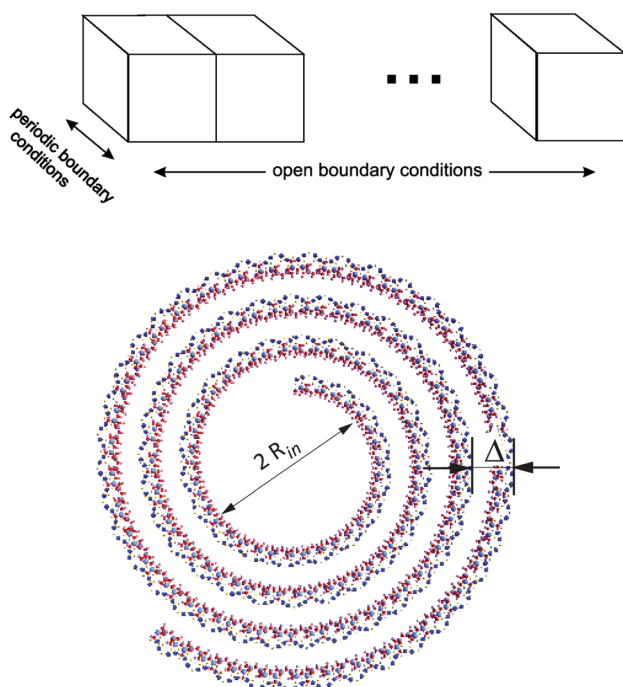 periodic boundary
conditions
open boundary conditions
2 R_in
Δ